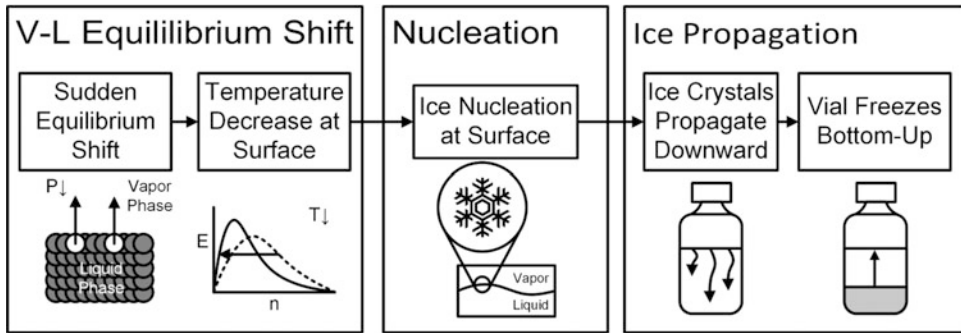 V-L Equililibrium Shift
Sudden
Equilibrium
Shift
Temperature
Decrease at
Surface
P↓
Vapor
Phase
Liquid
Phase
E
T↓
n
Nucleation
Ice Nucleation
at Surface
Vapor
Liquid
Ice Propagation
Ice Crystals
Propagate
Downward
Vial Freezes
Bottom-Up